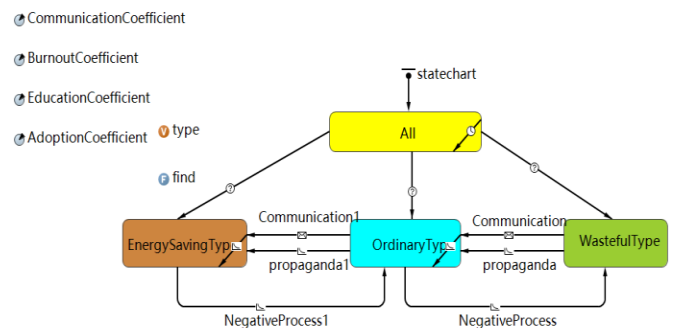 CommunicationCoefficient
BurnoutCoefficient
EducationCoefficient
AdoptionCoefficient
V type
F find
statechart
All
? ? ?
Communication1
Communication
EnergySavingTyp
OrdinaryTyp
WastefulType
propaganda1
propaganda
NegativeProcess1
NegativeProcess